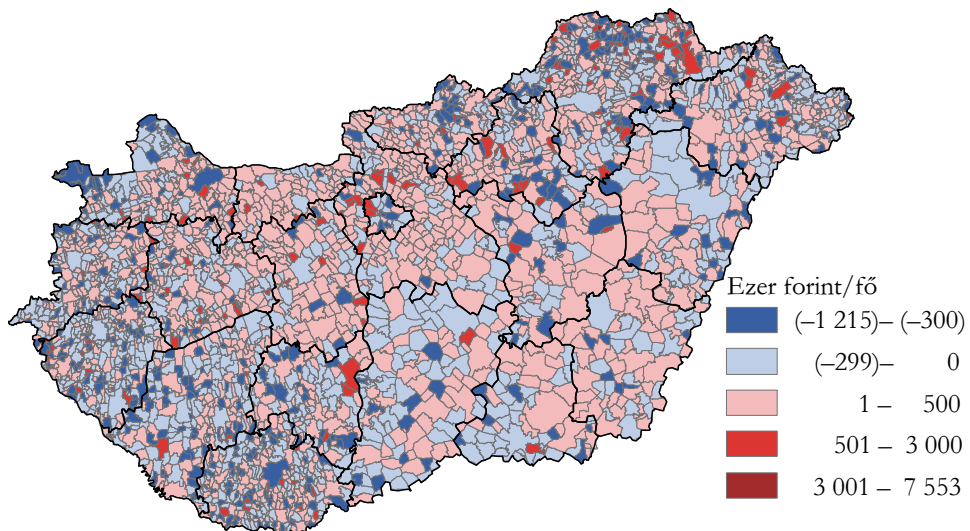 Ezer forint/fő
(–1 215)– (–300)
(–299)– 0
1 – 500
501 – 3 000
3 001 – 7 553